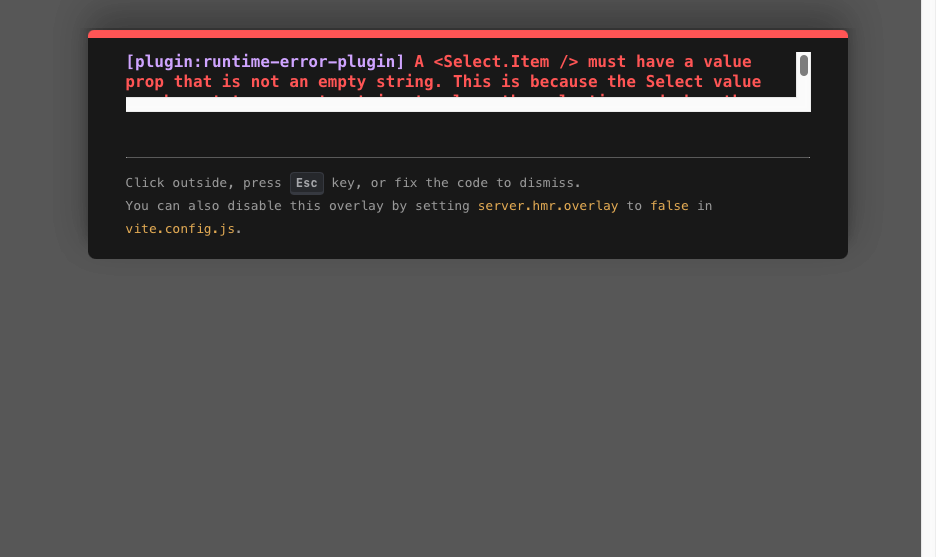 [plugin:runtime-error-plugin] A <Select.Item /> must have a value
prop that is not an empty string. This is because the Select value
Click outside, press Esc key, or fix the code to dismiss.
You can also disable this overlay by setting server.hmr.overlay to false in
vite.config.js.